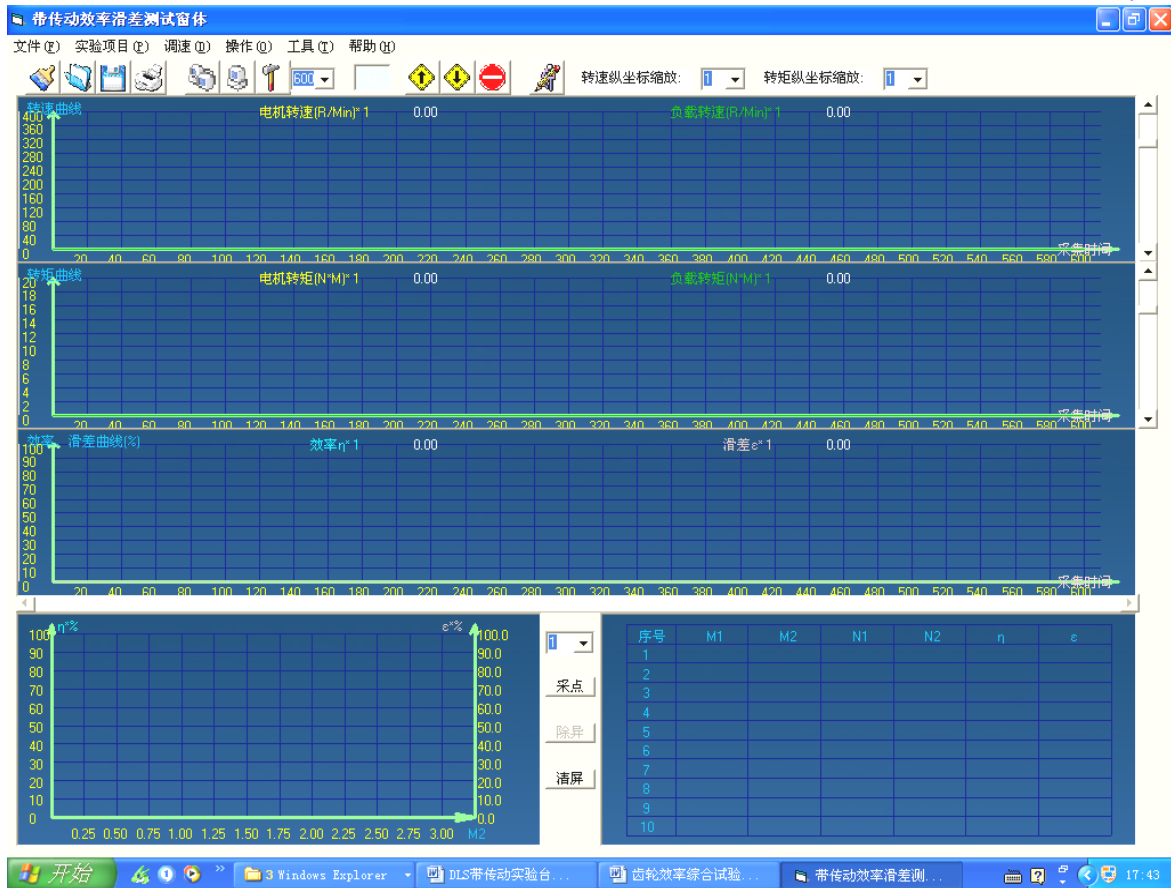 带传动效率滑差测试窗体
文件(F) 实验项目(P) 调速(D) 操作(O) 工具(T) 帮助(H)
600 转速纵坐标缩放: 1 转矩纵坐标缩放: 1
转速曲线 电机转速(R/Min)*1 0.00 负载转速(R/Min)*1 0.00
400
360
320
280
240
200
160
120
80
40
0
采集时间
20 40 60 80 100 120 140 160 180 200 220 240 260 280 300 320 340 360 380 400 420 440 460 480 500 520 540 560 580 600
转矩曲线 电机转矩(N*M)*1 0.00 负载转矩(N*M)*1 0.00
20
18
16
14
12
10
8
6
4
2
0
采集时间
20 40 60 80 100 120 140 160 180 200 220 240 260 280 300 320 340 360 380 400 420 440 460 480 500 520 540 560 580 600
效率、滑差曲线(%) 效率η*1 0.00 滑差ε*1 0.00
100
90
80
70
60
50
40
30
20
10
0
采集时间
20 40 60 80 100 120 140 160 180 200 220 240 260 280 300 320 340 360 380 400 420 440 460 480 500 520 540 560 580 600
η*% ε*%
100 100.0
90 90.0
80 80.0
70 70.0
60 60.0
50 50.0
40 40.0
30 30.0
20 20.0
10 10.0
0 0.0
0.25 0.50 0.75 1.00 1.25 1.50 1.75 2.00 2.25 2.50 2.75 3.00 M2
1
采点
除异
清屏
序号 M1 M2 N1 N2 η ε
1
2
3
4
5
6
7
8
9
10
开始 3 Windows Explorer DLS带传动实验台... 齿轮效率综合试验... 带传动效率滑差测... 17:43